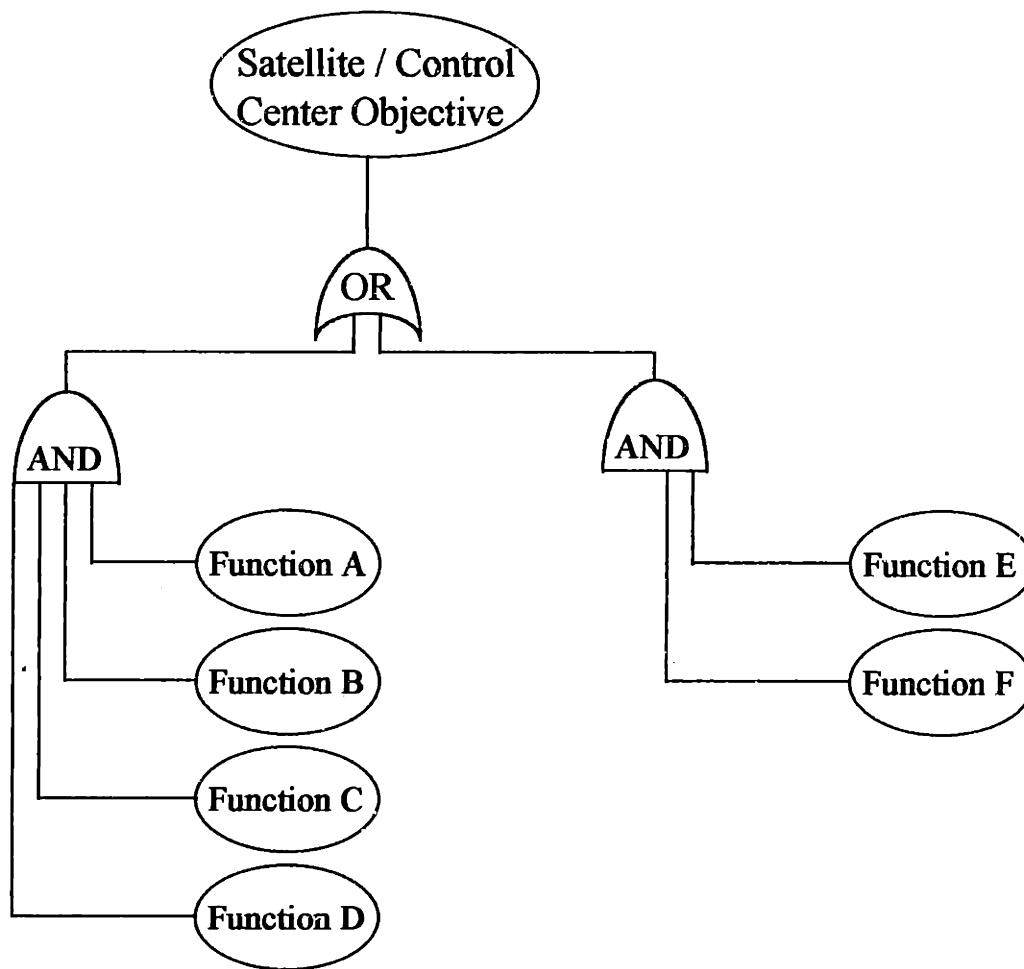 Satellite / Control
Center Objective
OR
AND
AND
Function A
Function E
Function B
Function F
Function C
Function D